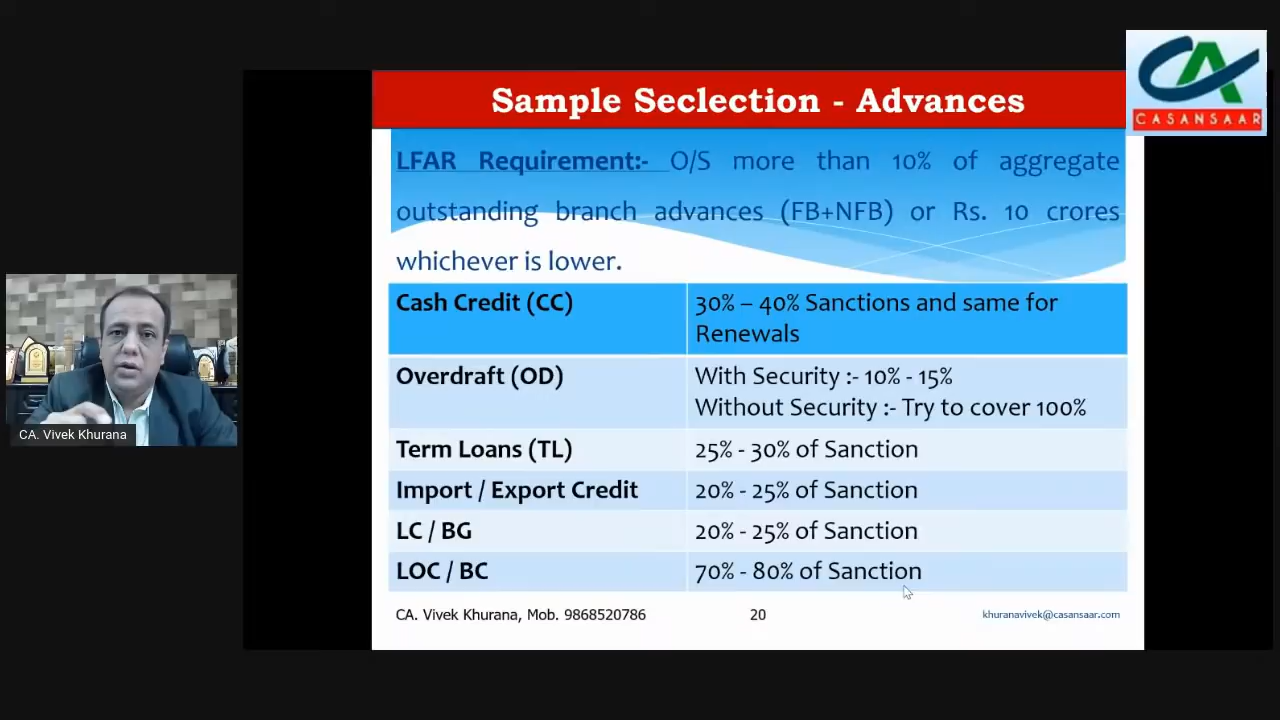 CASANSAAR
Sample Seclection - Advances
LFAR Requirement:- O/S more than 10% of aggregate
outstanding branch advances (FB+NFB) or Rs. 10 crores
whichever is lower.
Cash Credit (CC)
30% – 40% Sanctions and same for
Renewals
Overdraft (OD)
With Security :- 10% - 15%
Without Security :- Try to cover 100%
Term Loans (TL)
25% - 30% of Sanction
Import / Export Credit
20% - 25% of Sanction
LC / BG
20% - 25% of Sanction
LOC / BC
70% - 80% of Sanction
CA. Vivek Khurana, Mob. 9868520786
20
khuranavivek@casansaar.com
CA. Vivek Khurana